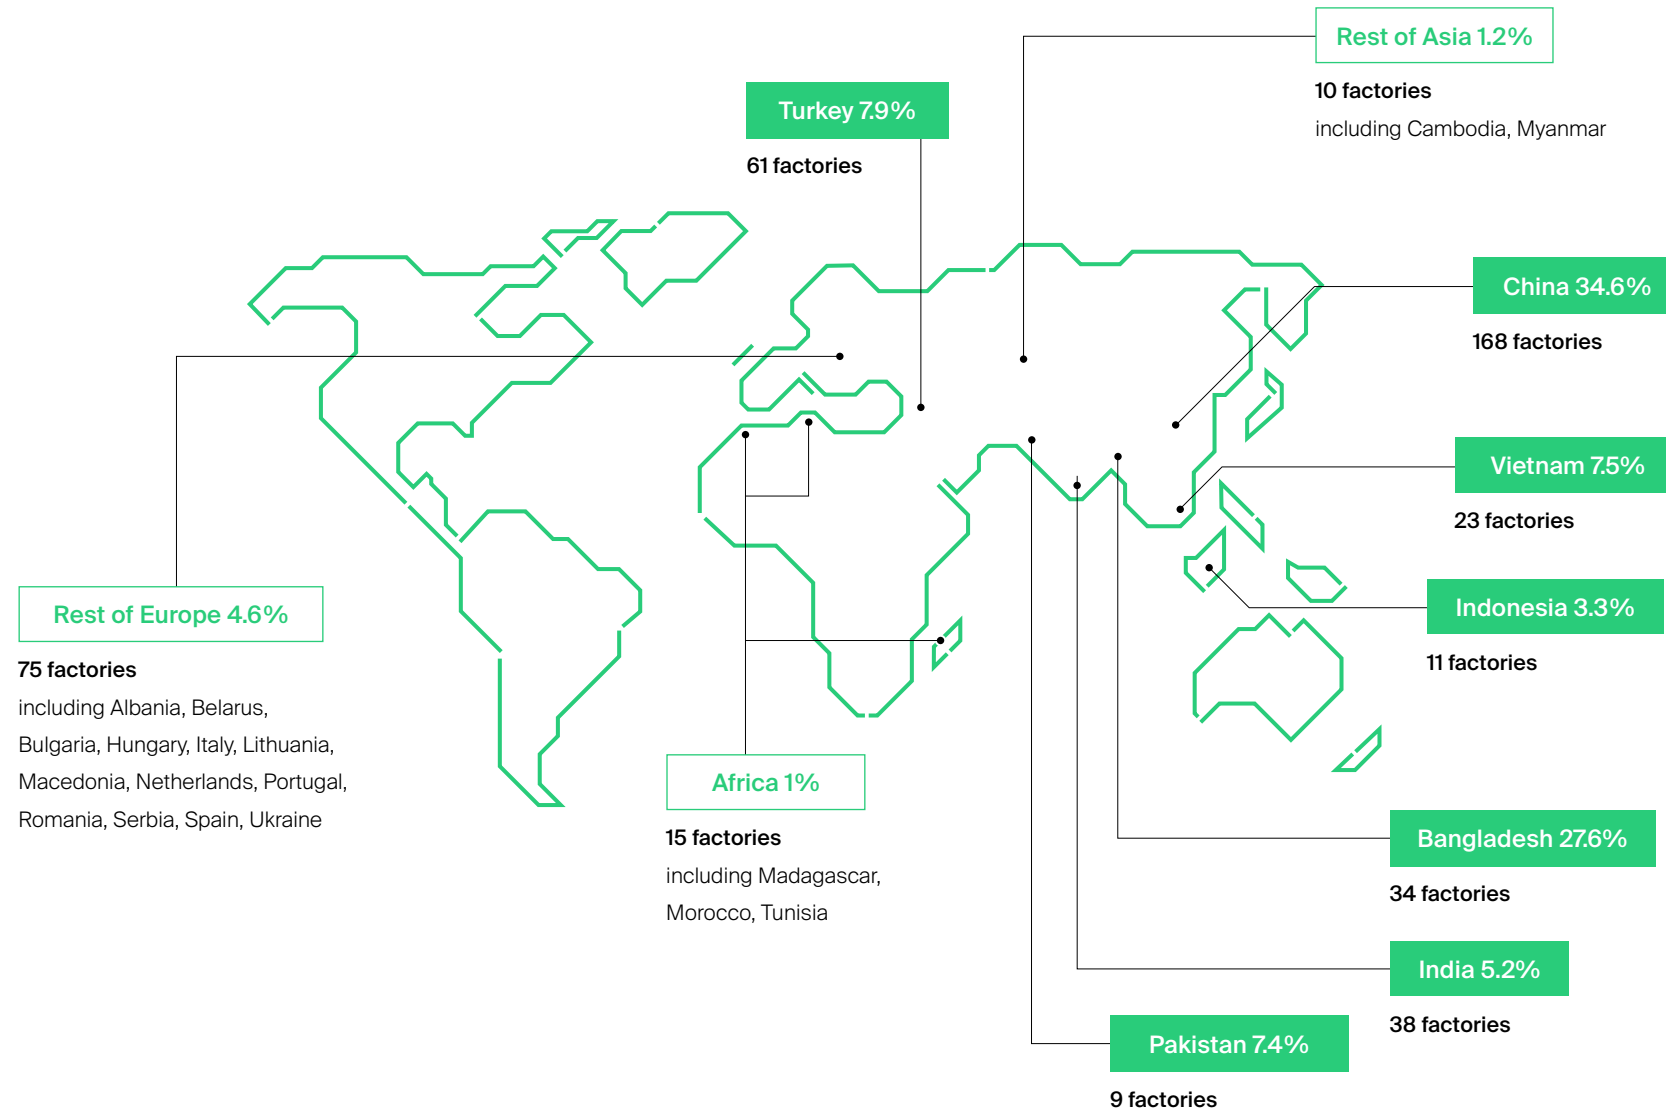 Rest of Asia 1.2%
10 factories
including Cambodia, Myanmar
Turkey 7.9%
61 factories
China 34.6%
168 factories
Vietnam 7.5%
23 factories
Rest of Europe 4.6%
75 factories
including Albania, Belarus,
Bulgaria, Hungary, Italy, Lithuania,
Macedonia, Netherlands, Portugal,
Romania, Serbia, Spain, Ukraine
Indonesia 3.3%
11 factories
Africa 1%
15 factories
including Madagascar,
Morocco, Tunisia
Bangladesh 27.6%
34 factories
India 5.2%
38 factories
Pakistan 7.4%
9 factories